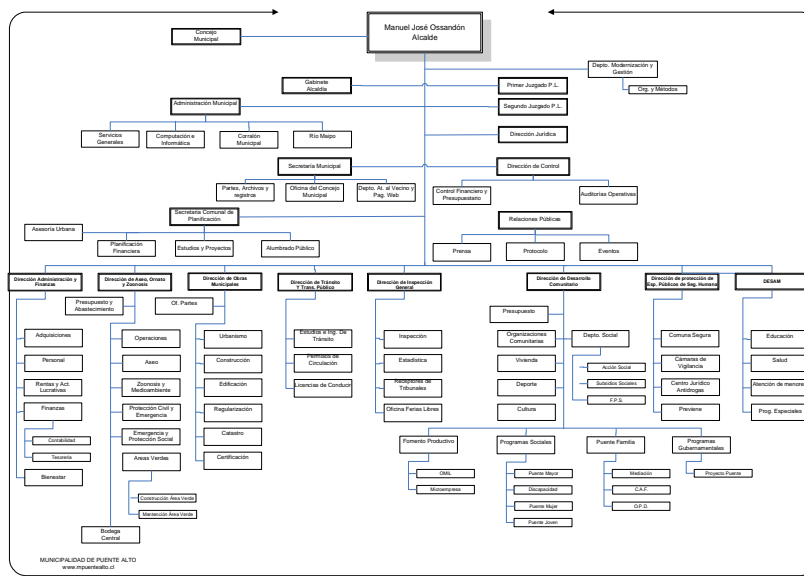 Manuel José Ossandón
Alcalde
Concejo
Municipal
Depto. Modernización y
Gestión
Org. y Métodos
Gabinete
Alcaldía
Primer Juzgado P.L.
Administración Municipal
Segundo Juzgado P.L.
Servicios
Generales
Computación e
Informática
Corralón
Municipal
Río Maipo
Dirección Jurídica
Secretaría Municipal
Dirección de Control
Partes, Archivos y
registros
Oficina del Concejo
Municipal
Depto. At. al Vecino y
Pag. Web
Control Financiero y
Presupuestario
Auditorías Operativas
Secretaria Comunal de
Planificación
Relaciones Públicas
Asesoría Urbana
Planificación
Financiera
Estudios y Proyectos
Alumbrado Público
Prensa
Protocolo
Eventos
Dirección Administración y
Finanzas
Dirección de Aseo, Ornato
y Zoonosis
Dirección de Obras
Municipales
Dirección de Tránsito
Y Trans. Público
Dirección de Inspección
General
Dirección de Desarrollo
Comunitario
Dirección de protección de
Esp. Públicos de Seg. Humana
DESAM
Adquisiciones
Personal
Rentas y Act.
Lucrativas
Finanzas
Contabilidad
Tesorería
Bienestar
Presupuesto y
Abastecimiento
Operaciones
Aseo
Zoonosis y
Medioambiente
Protección Civil y
Emergencia
Emergencia y
Protección Social
Areas Verdes
Construcción Área Verde
Mantención Área Verde
Bodega
Central
Of. Partes
Urbanismo
Construcción
Edificación
Regularización
Catastro
Certificación
Estudios e Ing. De
Tránsito
Permisos de
Circulación
Licencias de Conducir
Inspección
Estadística
Receptores de
Tribunales
Oficina Ferias Libres
Presupuesto
Organizaciones
Comunitarias
Vivienda
Deporte
Cultura
Depto. Social
Acción Social
Subsidios Sociales
F.P.S.
Comuna Segura
Cámaras de
Vigilancia
Centro Jurídico
Antidrogas
Previene
Educación
Salud
Atención de menores
Prog. Especiales
Fomento Productivo
OMIL
Microempresa
Programas Sociales
Puente Mayor
Discapacidad
Puente Mujer
Puente Joven
Puente Familia
Mediación
C.A.F.
O.P.D.
Programas
Gubernamentales
Proyecto Puente
MUNICIPALIDAD DE PUENTE ALTO
www.mpuentealto.cl